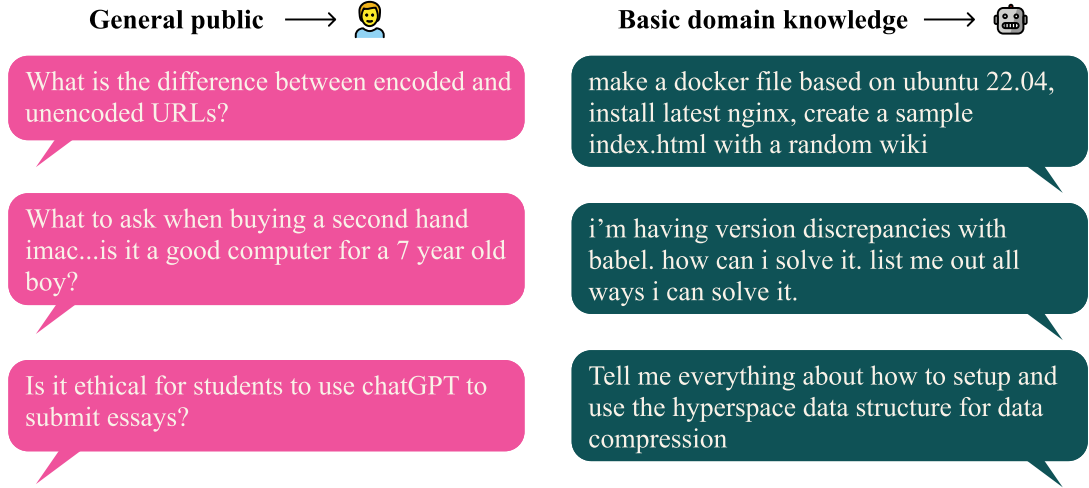 General public
What is the difference between encoded and
unencoded URLs?
What to ask when buying a second hand
imac...is it a good computer for a 7 year old
boy?
Is it ethical for students to use chatGPT to
submit essays?
Basic domain knowledge
make a docker file based on ubuntu 22.04,
install latest nginx, create a sample
index.html with a random wiki
i’m having version discrepancies with
babel. how can i solve it. list me out all
ways i can solve it.
Tell me everything about how to setup and
use the hyperspace data structure for data
compression